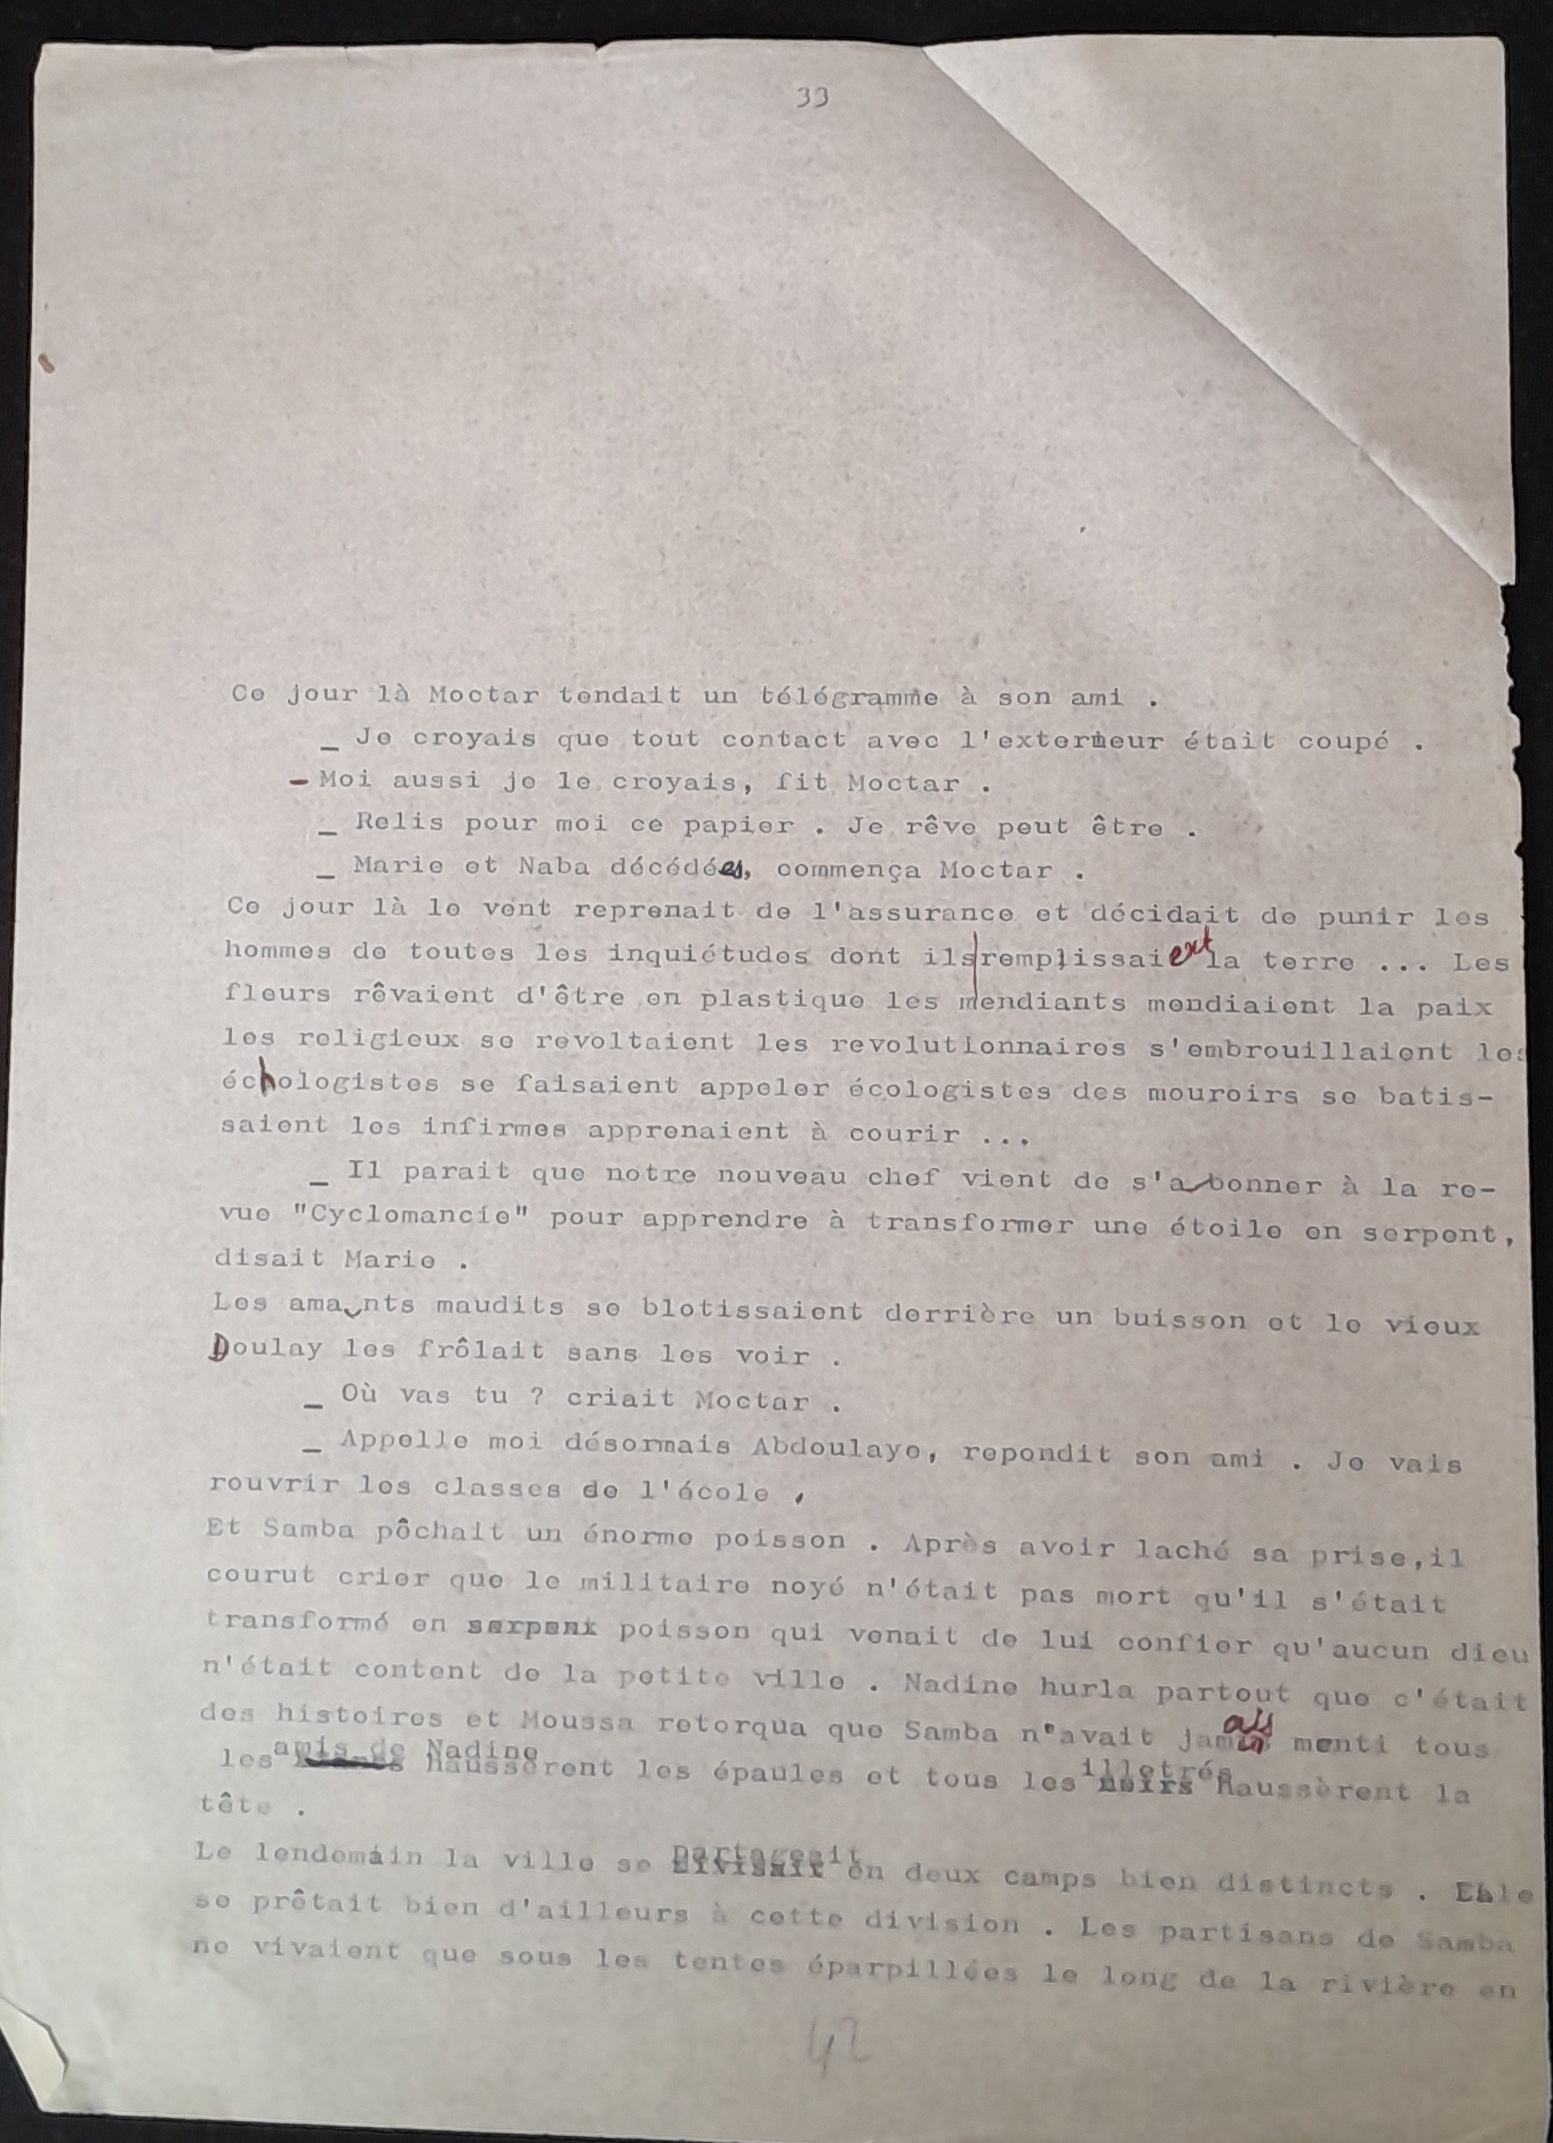 33
Ce jour là Moctar tendait un télégramme à son ami .
_ Je croyais que tout contact avec l'exterieur était coupé .
- Moi aussi je le croyais, fit Moctar .
_ Relis pour moi ce papier . Je rêve peut être .
_ Marie et Naba décédées, commença Moctar .
Ce jour là le vent reprenait de l'assurance et décidait de punir les
hommes de toutes les inquiétudes dont ils remplissaient la terre ... Les
fleurs rêvaient d'être en plastique les mendiants mendiaient la paix
les religieux se revoltaient les revolutionnaires s'embrouillaient les
échologistes se faisaient appeler écologistes des mouroirs se batis-
saient les infirmes apprenaient à courir ...
_ Il parait que notre nouveau chef vient de s'abonner à la re-
vue "Cyclomancie" pour apprendre à transformer une étoile en serpent,
disait Marie .
Les amants maudits se blotissaient derrière un buisson et le vieux
Doulay les frôlait sans les voir .
_ Où vas tu ? criait Moctar .
_ Appelle moi désormais Abdoulaye, repondit son ami . Je vais
rouvrir les classes de l'école .
Et Samba pêchait un énorme poisson . Après avoir laché sa prise,il
courut crier que le militaire noyé n'était pas mort qu'il s'était
transformé en serpent poisson qui venait de lui confier qu'aucun dieu
n'était content de la petite ville . Nadine hurla partout que c'était
des histoires et Moussa retorqua que Samba n'avait jamais menti tous
les amis de Nadine haussèrent les épaules et tous les illetrés haussèrent la
tête .
Le lendemain la ville se partageait en deux camps bien distincts . Elle
se prêtait bien d'ailleurs à cette division . Les partisans de Samba
ne vivaient que sous les tentes éparpillées le long de la rivière en
42